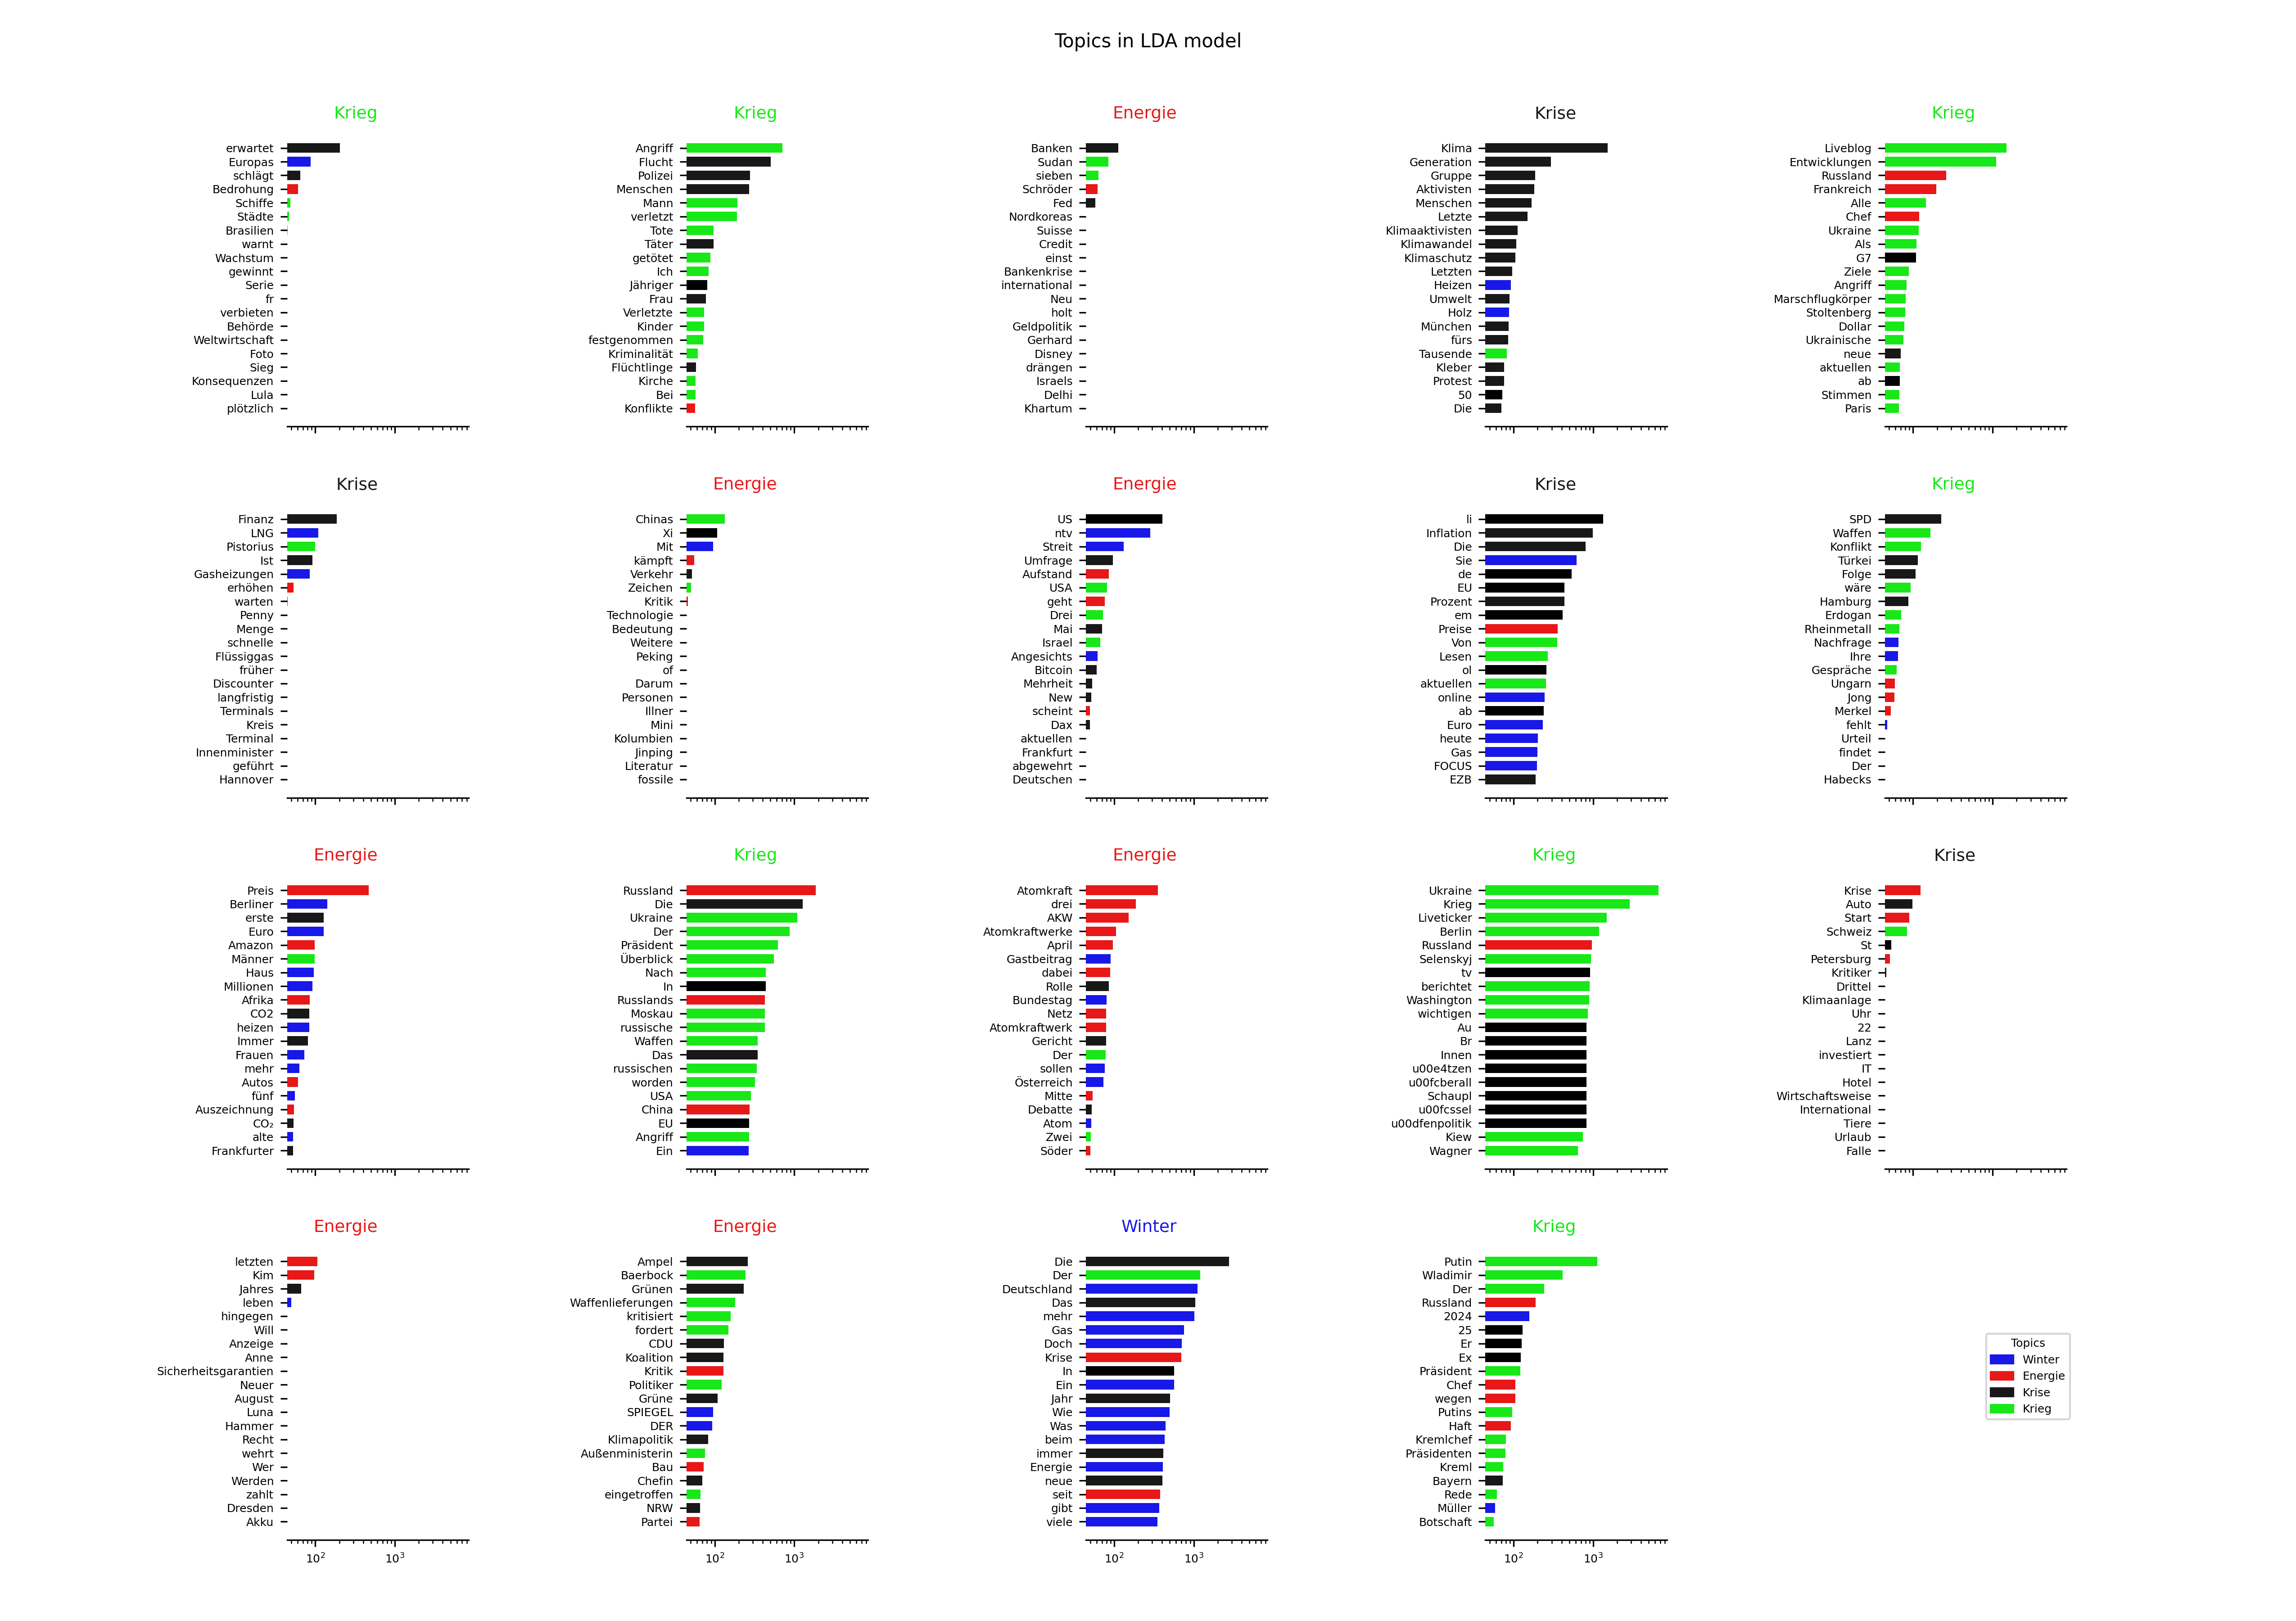 Topics in LDA model
Krieg
erwartet
Europas
schlägt
Bedrohung
Schiffe
Städte
Brasilien
warnt
Wachstum
gewinnt
Serie
fr
verbieten
Behörde
Weltwirtschaft
Foto
Sieg
Konsequenzen
Lula
plötzlich
Krieg
Angriff
Flucht
Polizei
Menschen
Mann
verletzt
Tote
Täter
getötet
Ich
Jähriger
Frau
Verletzte
Kinder
festgenommen
Kriminalität
Flüchtlinge
Kirche
Bei
Konflikte
Energie
Banken
Sudan
sieben
Schröder
Fed
Nordkoreas
Suisse
Credit
einst
Bankenkrise
international
Neu
holt
Geldpolitik
Gerhard
Disney
drängen
Israels
Delhi
Khartum
Krise
Klima
Generation
Gruppe
Aktivisten
Menschen
Letzte
Klimaaktivisten
Klimawandel
Klimaschutz
Letzten
Heizen
Umwelt
Holz
München
fürs
Tausende
Kleber
Protest
50
Die
Krieg
Liveblog
Entwicklungen
Russland
Frankreich
Alle
Chef
Ukraine
Als
G7
Ziele
Angriff
Marschflugkörper
Stoltenberg
Dollar
Ukrainische
neue
aktuellen
ab
Stimmen
Paris
Krise
Finanz
LNG
Pistorius
Ist
Gasheizungen
erhöhen
warten
Penny
Menge
schnelle
Flüssiggas
früher
Discounter
langfristig
Terminals
Kreis
Terminal
Innenminister
geführt
Hannover
Energie
Chinas
Xi
Mit
kämpft
Verkehr
Zeichen
Kritik
Technologie
Bedeutung
Weitere
Peking
of
Darum
Personen
Illner
Mini
Kolumbien
Jinping
Literatur
fossile
Energie
US
ntv
Streit
Umfrage
Aufstand
USA
geht
Drei
Mai
Israel
Angesichts
Bitcoin
Mehrheit
New
scheint
Dax
aktuellen
Frankfurt
abgewehrt
Deutschen
Krise
li
Inflation
Die
Sie
de
EU
Prozent
em
Preise
Von
Lesen
ol
aktuellen
online
ab
Euro
heute
Gas
FOCUS
EZB
Krieg
SPD
Waffen
Konflikt
Türkei
Folge
wäre
Hamburg
Erdogan
Rheinmetall
Nachfrage
Ihre
Gespräche
Ungarn
Jong
Merkel
fehlt
Urteil
findet
Der
Habecks
Energie
Preis
Berliner
erste
Euro
Amazon
Männer
Haus
Millionen
Afrika
CO2
heizen
Immer
Frauen
mehr
Autos
fünf
Auszeichnung
CO₂
alte
Frankfurter
Krieg
Russland
Die
Ukraine
Der
Präsident
Überblick
Nach
In
Russlands
Moskau
russische
Waffen
Das
russischen
worden
USA
China
EU
Angriff
Ein
Energie
Atomkraft
drei
AKW
Atomkraftwerke
April
Gastbeitrag
dabei
Rolle
Bundestag
Netz
Atomkraftwerk
Gericht
Der
sollen
Österreich
Mitte
Debatte
Atom
Zwei
Söder
Krieg
Ukraine
Krieg
Liveticker
Berlin
Russland
Selenskyj
tv
berichtet
Washington
wichtigen
Au
Br
Innen
u00e4tzen
u00fcberall
Schaupl
u00fcssel
u00dfenpolitik
Kiew
Wagner
Krise
Krise
Auto
Start
Schweiz
St
Petersburg
Kritiker
Drittel
Klimaanlage
Uhr
22
Lanz
investiert
IT
Hotel
Wirtschaftsweise
International
Tiere
Urlaub
Falle
Energie
letzten
Kim
Jahres
leben
hingegen
Will
Anzeige
Anne
Sicherheitsgarantien
Neuer
August
Luna
Hammer
Recht
wehrt
Wer
Werden
zahlt
Dresden
Akku
10²
10³
Energie
Ampel
Baerbock
Grünen
Waffenlieferungen
kritisiert
fordert
CDU
Koalition
Kritik
Politiker
Grüne
SPIEGEL
DER
Klimapolitik
Außenministerin
Bau
Chefin
eingetroffen
NRW
Partei
10²
10³
Winter
Die
Der
Deutschland
Das
mehr
Gas
Doch
Krise
In
Ein
Jahr
Wie
Was
beim
immer
Energie
neue
seit
gibt
viele
10²
10³
Krieg
Putin
Wladimir
Der
Russland
2024
25
Er
Ex
Präsident
Chef
wegen
Putins
Haft
Kremlchef
Präsidenten
Kreml
Bayern
Rede
Müller
Botschaft
10²
10³
Topics
Winter
Energie
Krise
Krieg